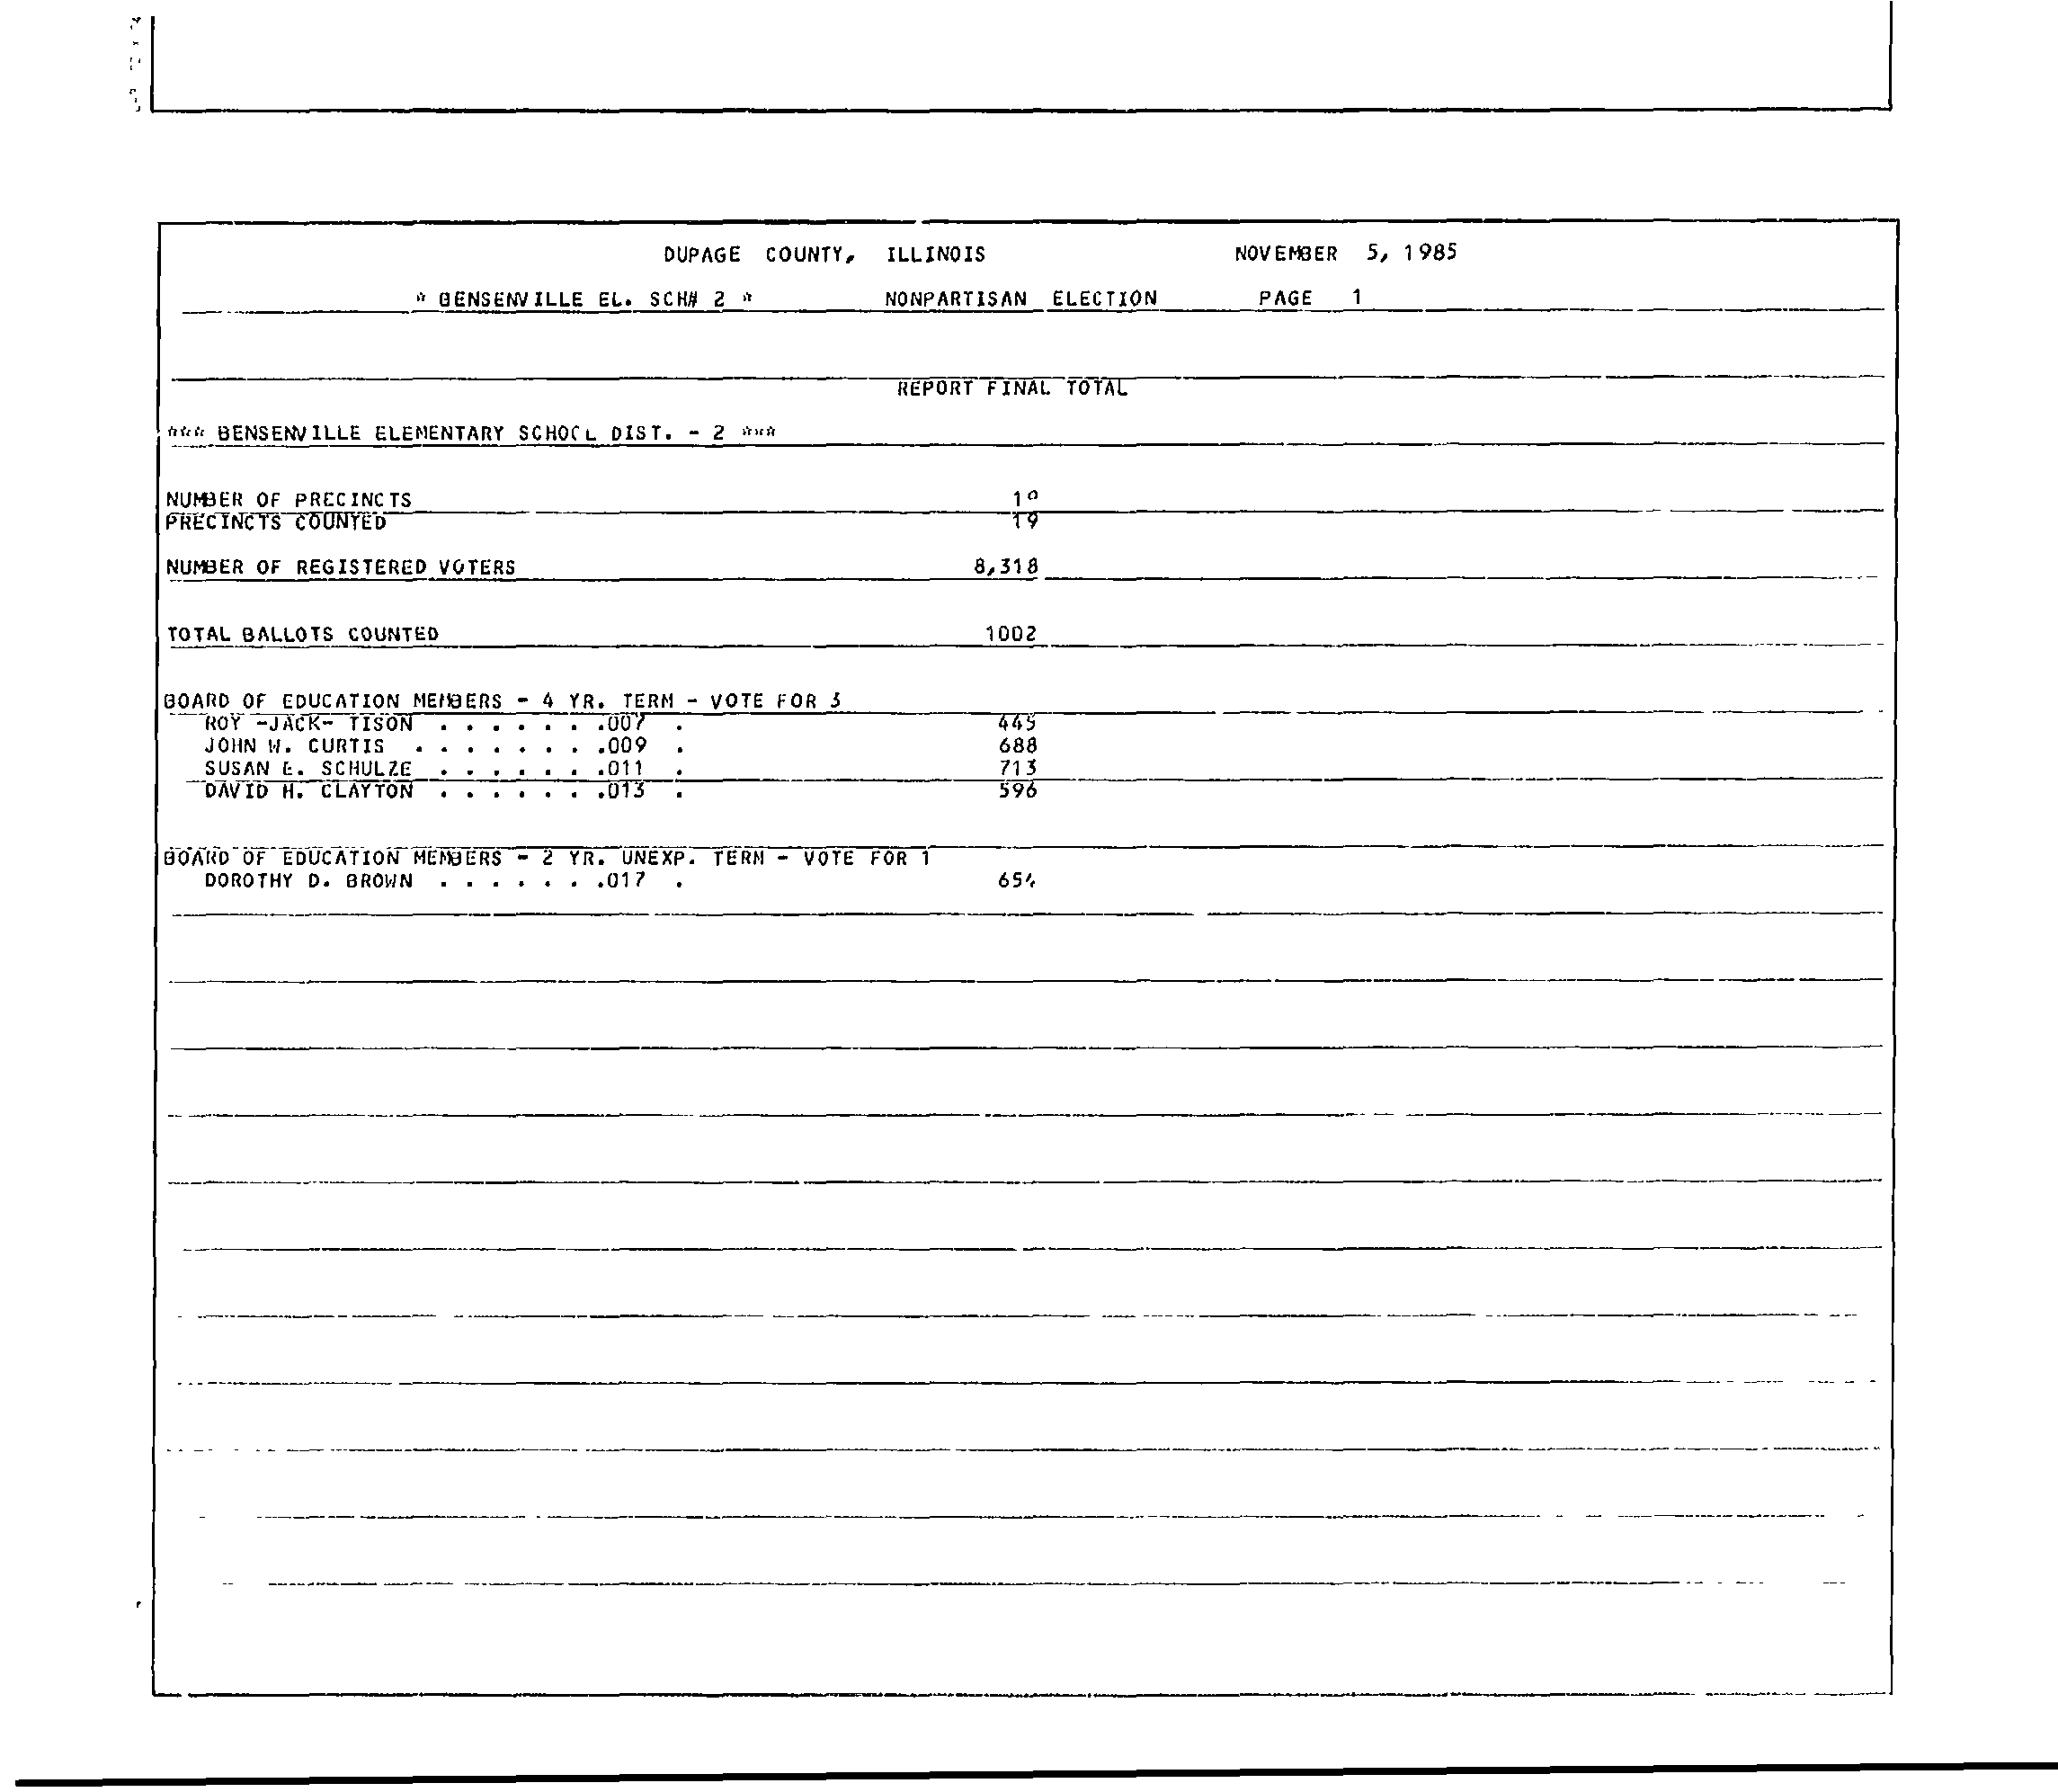 DUPAGE COUNTY, ILLINOIS NOVEMBER 5, 1985
* BENSENVILLE EL. SCH# 2 * NONPARTISAN ELECTION PAGE 1
REPORT FINAL TOTAL
*** BENSENVILLE ELEMENTARY SCHOOL DIST. - 2 ***
NUMBER OF PRECINCTS 19
PRECINCTS COUNTED 19
NUMBER OF REGISTERED VOTERS 8,318
TOTAL BALLOTS COUNTED 1002
BOARD OF EDUCATION MEMBERS - 4 YR. TERM - VOTE FOR 3
ROY -JACK- TISON . . . . . . .007 . 445
JOHN W. CURTIS . . . . . . . .009 . 688
SUSAN E. SCHULZE . . . . . . .011 . 713
DAVID H. CLAYTON . . . . . . .013 . 596
BOARD OF EDUCATION MEMBERS - 2 YR. UNEXP. TERM - VOTE FOR 1
DOROTHY D. BROWN . . . . . . .017 . 654